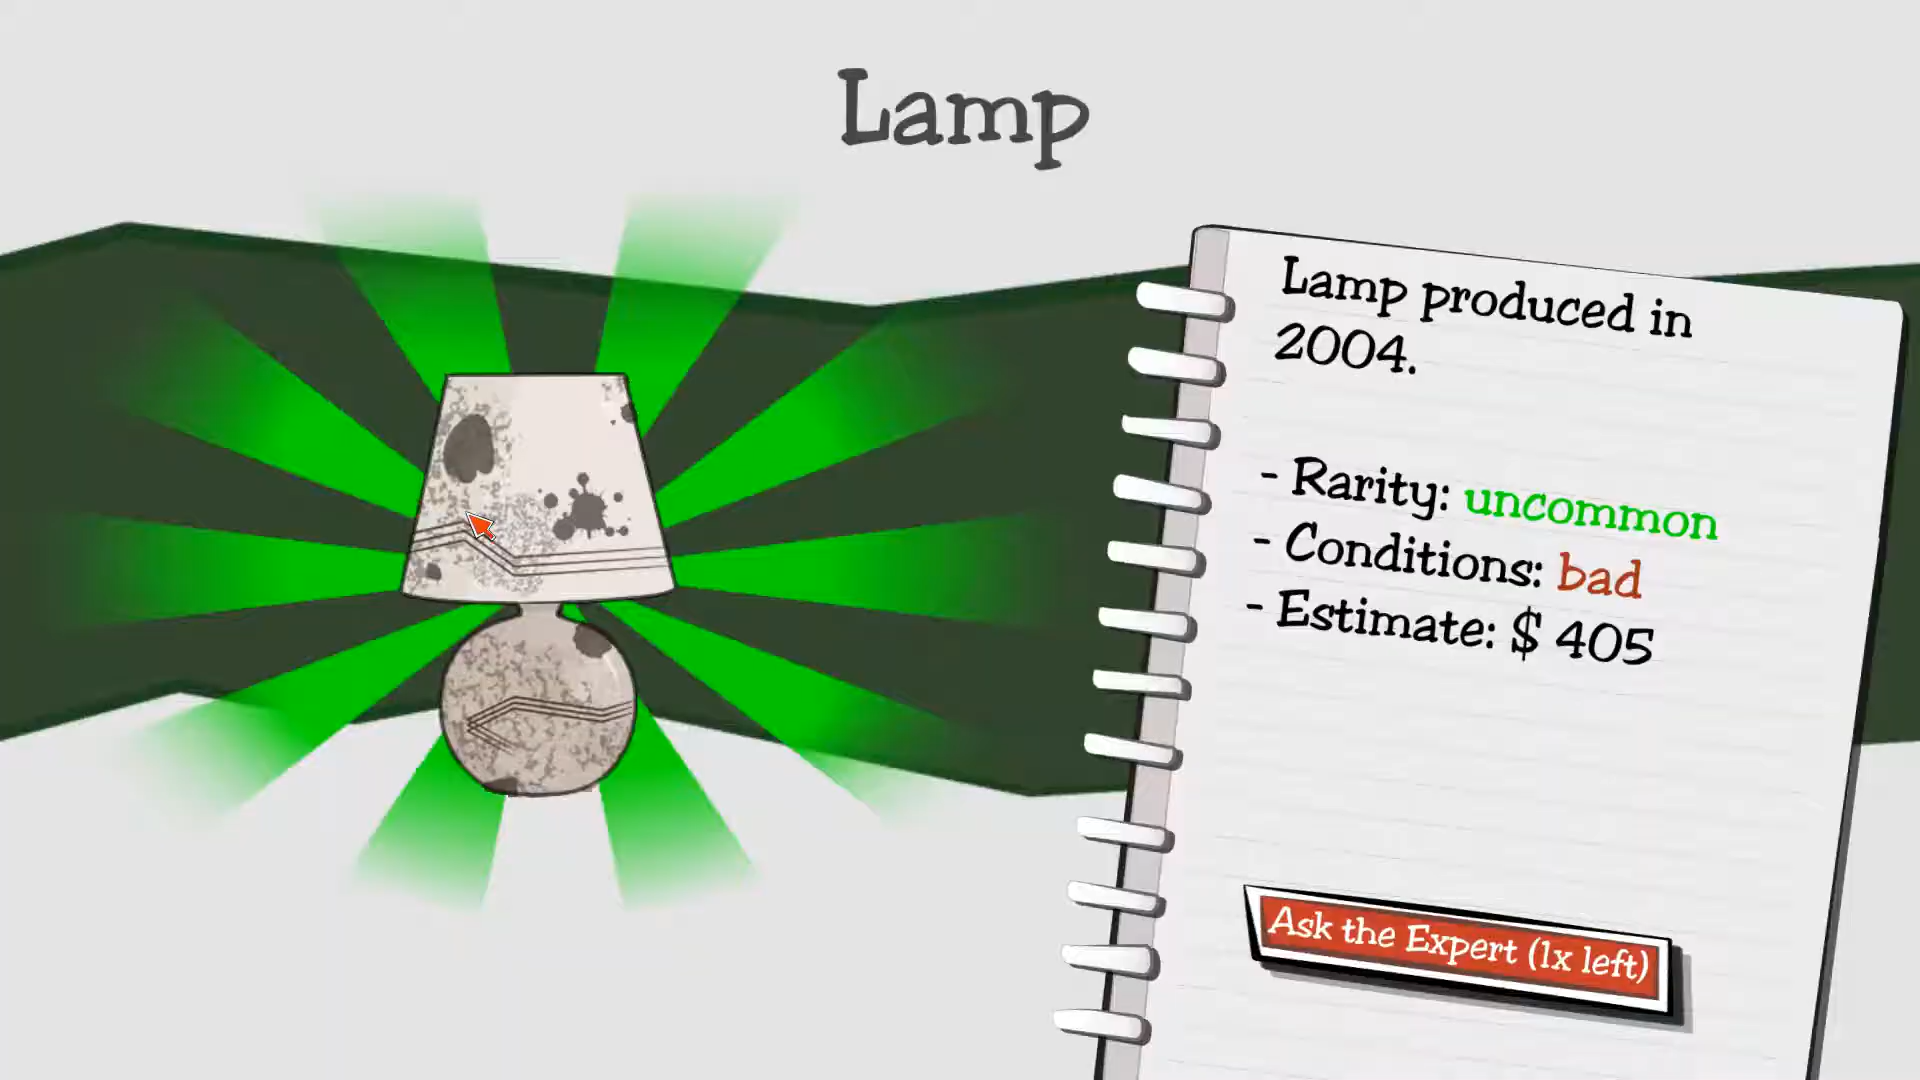 Lamp
Lamp produced in
2004.
- Rarity: uncommon
- Conditions: bad
- Estimate: $ 405
Ask the Expert (1x left)